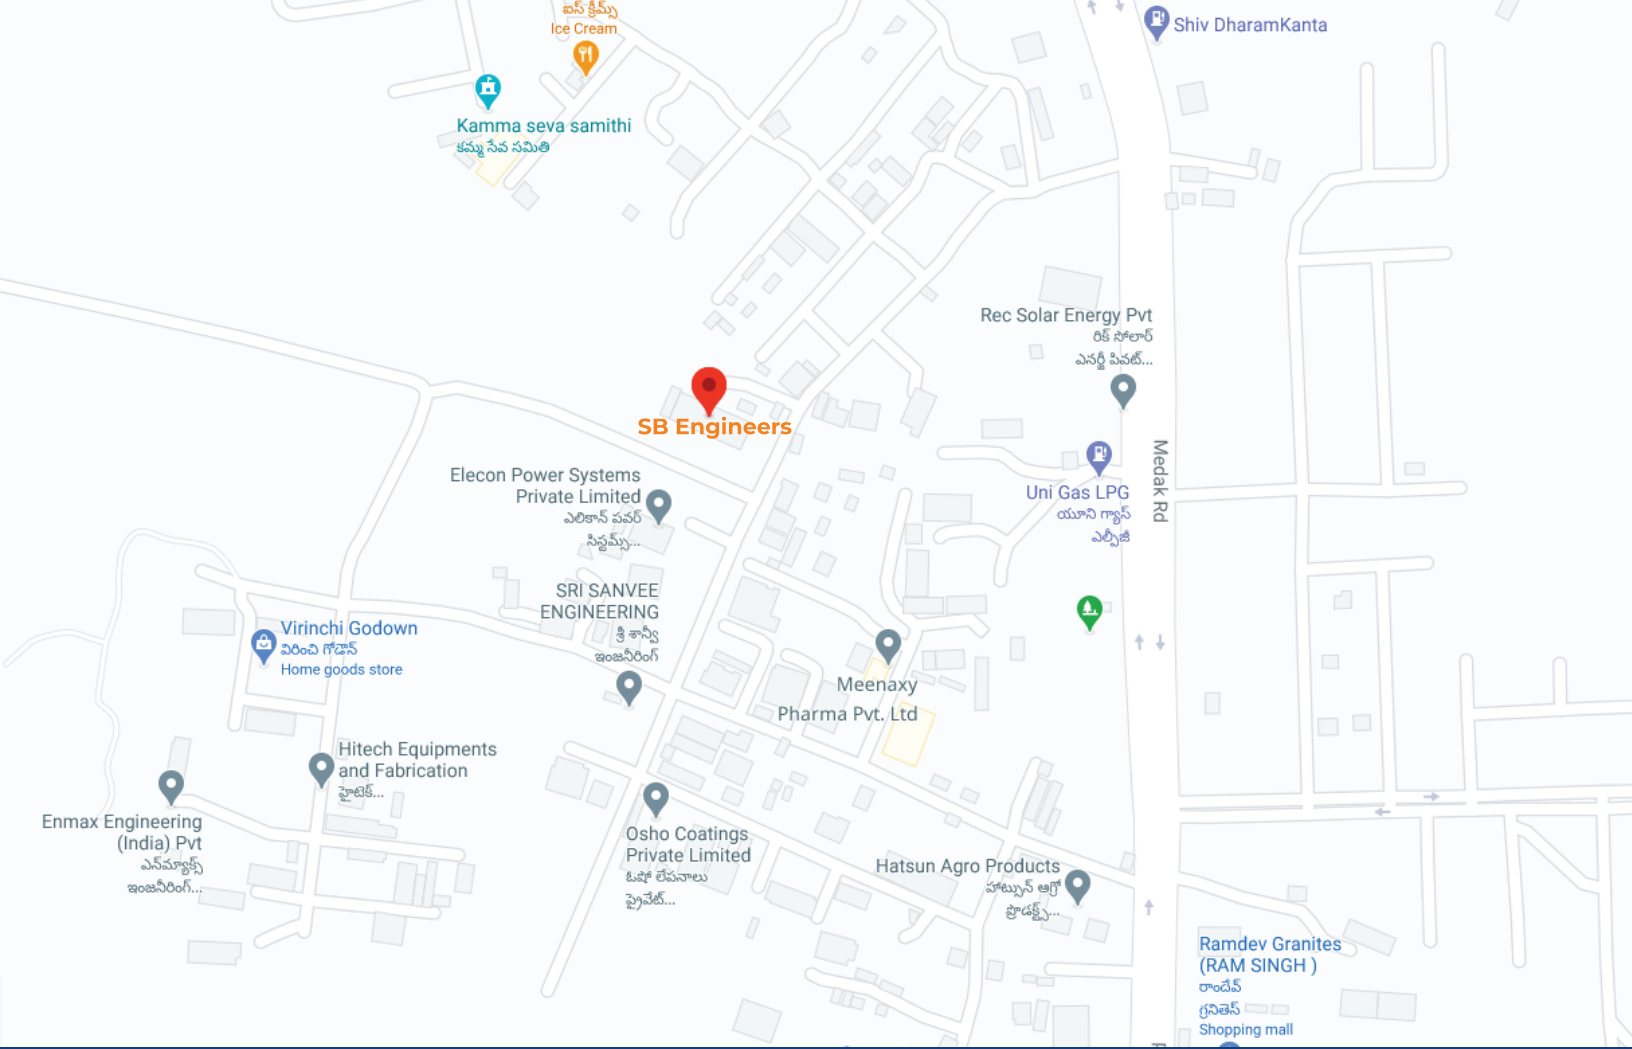 ఐస్ క్రీమ్స్
Ice Cream
Shiv DharamKanta
Kamma seva samithi
కమ్మ సేవ సమితి
Rec Solar Energy Pvt
రిక్ సోలార్
ఎనర్జీ పివట్...
SB Engineers
Elecon Power Systems
Private Limited
ఎలికాన్ పవర్
సిస్టమ్స్...
Medak Rd
Uni Gas LPG
యూని గ్యాస్
ఎల్పీజీ
SRI SANVEE
ENGINEERING
శ్రీ శాన్వీ
ఇంజనీరింగ్
Virinchi Godown
విరించి గోడౌన్
Home goods store
Meenaxy
Pharma Pvt. Ltd
Hitech Equipments
and Fabrication
హైటెక్...
Enmax Engineering
(India) Pvt
ఎన్‌మ్యాక్స్
ఇంజనీరింగ్...
Osho Coatings
Private Limited
ఓషో లేపనాలు
ప్రైవేట్...
Hatsun Agro Products
హాట్సున్ ఆగ్రో
ప్రొడక్ట్స్...
Ramdev Granites
(RAM SINGH )
రాందేవ్
గ్రనితెస్
Shopping mall